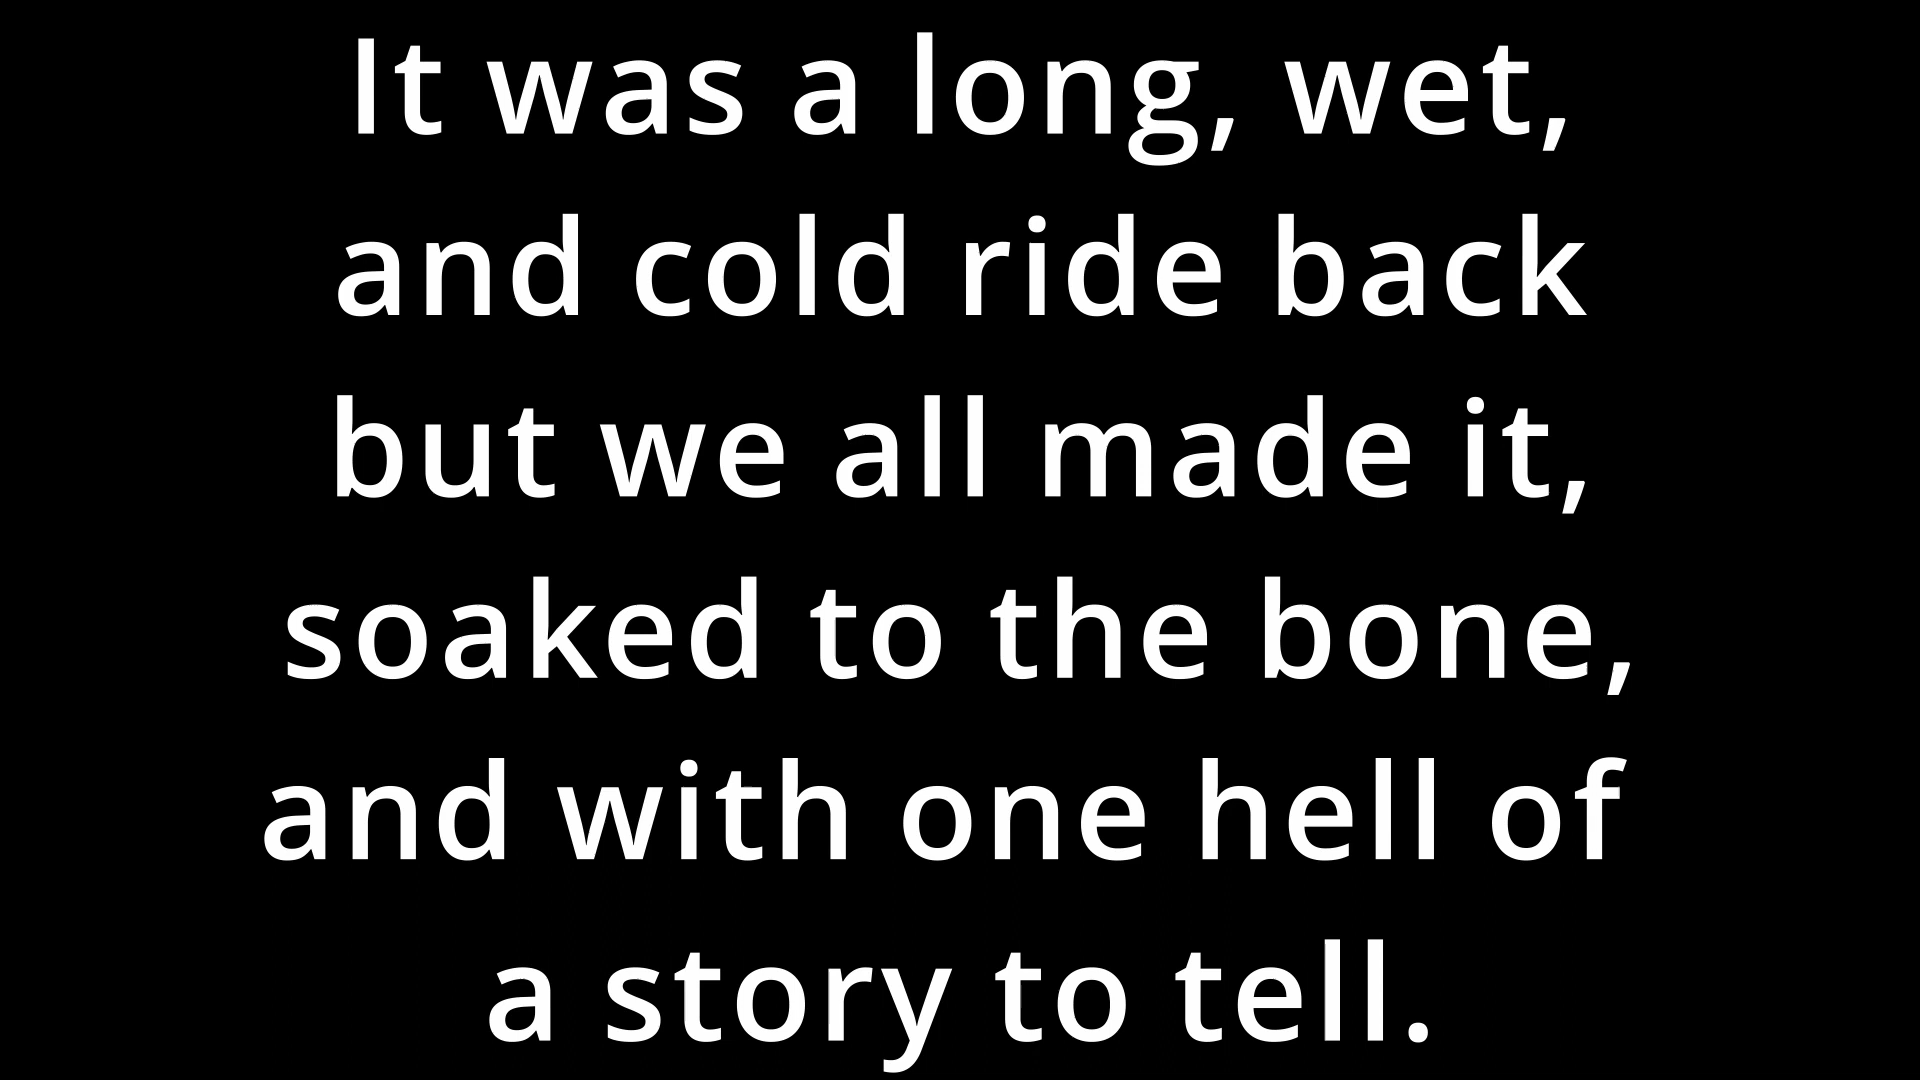 It was a long, wet,
and cold ride back
but we all made it,
soaked to the bone,
and with one hell of
a story to tell.